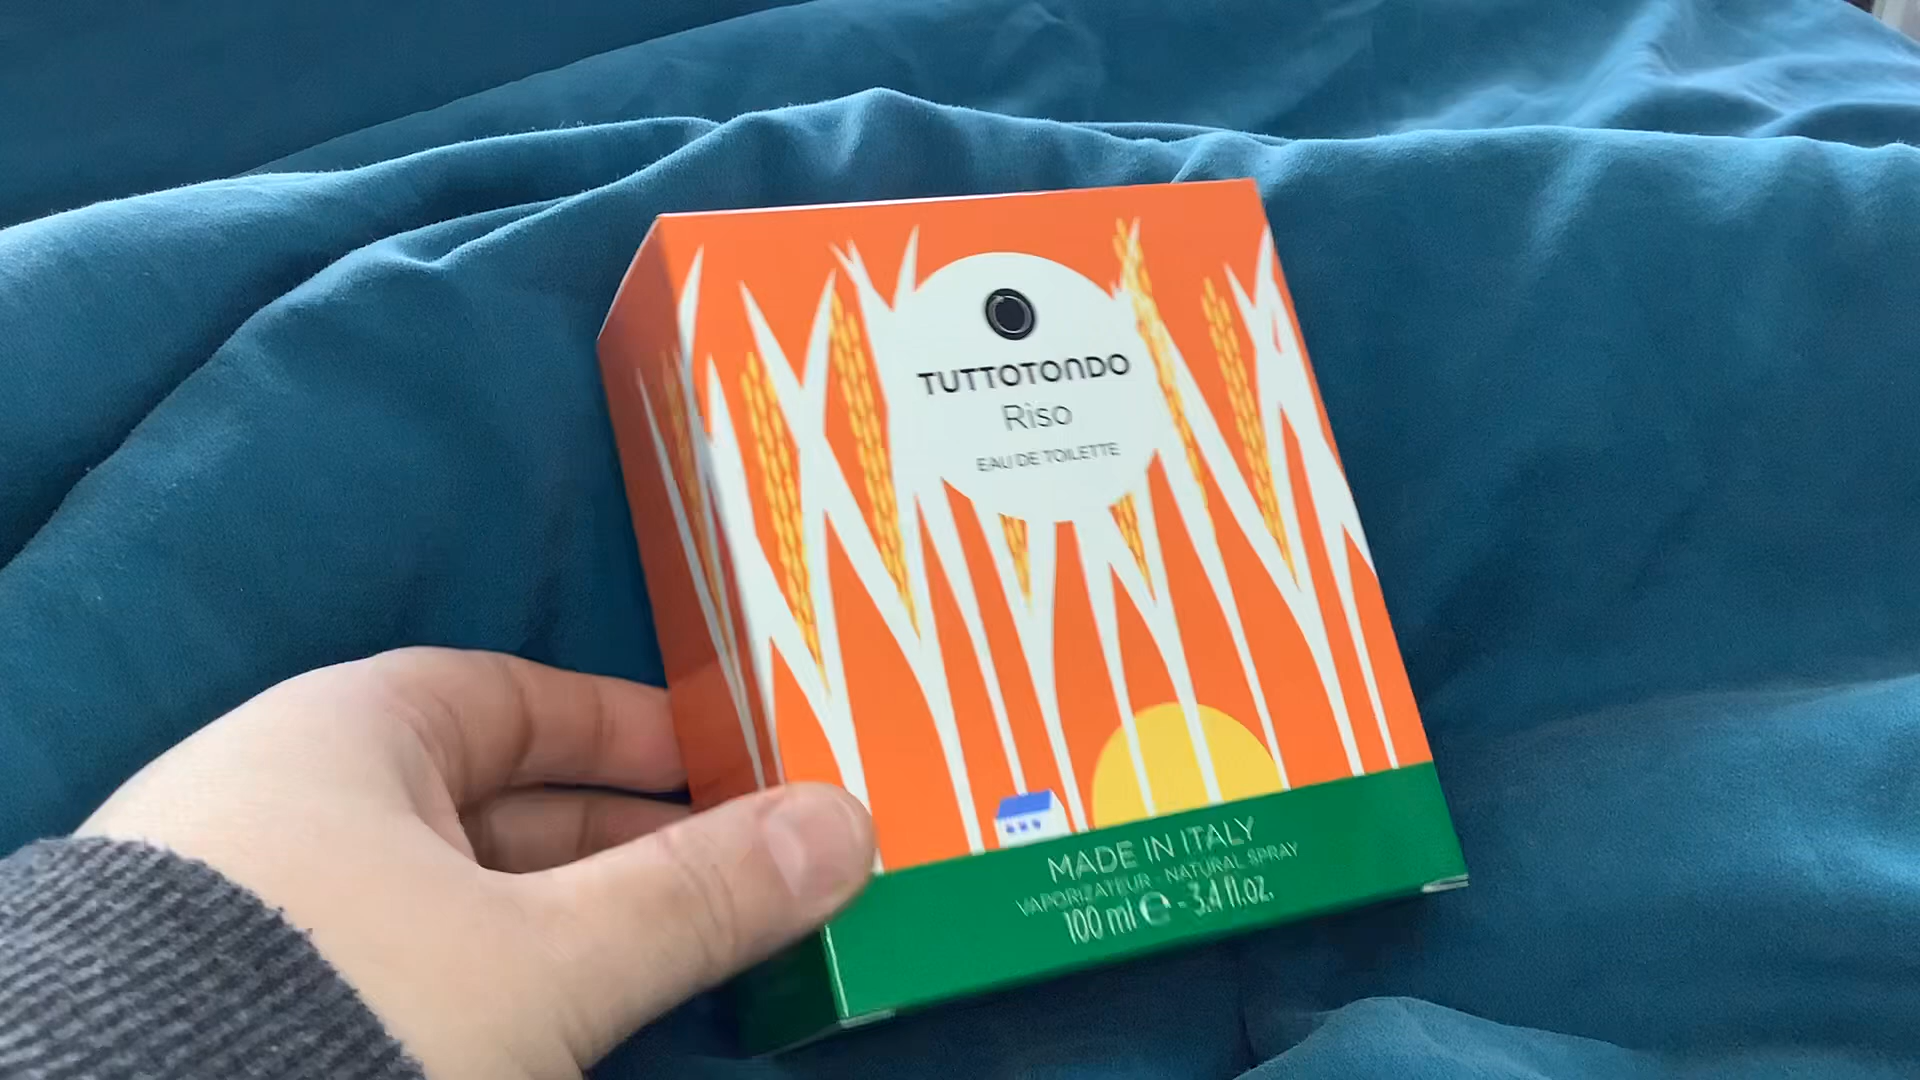 TUTTOTONDO
Riso
EAU DE TOILETTE
MADE IN ITALY
VAPORIZATEUR - NATURAL SPRAY
100 ml ℮ - 3.4 fl.oz.